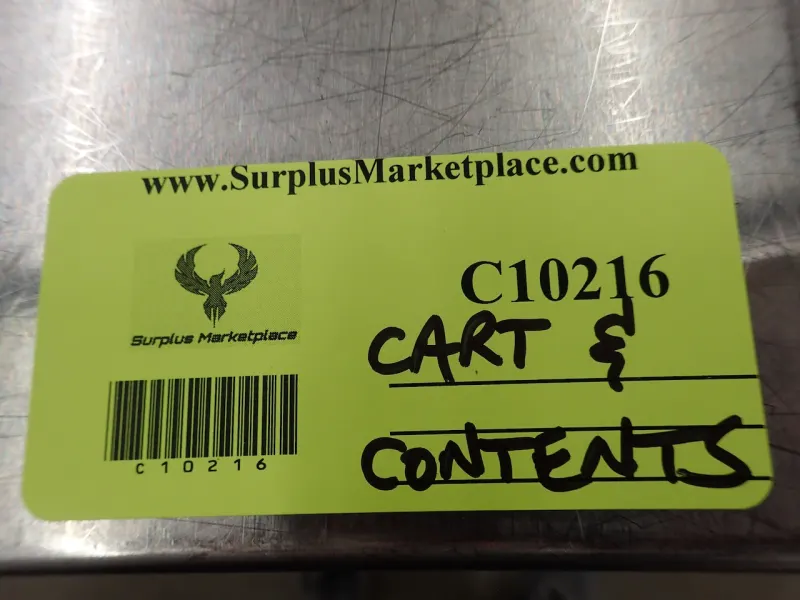 www.SurplusMarketplace.com
Surplus Marketplace
C10216
C10216
CART &
CONTENTS